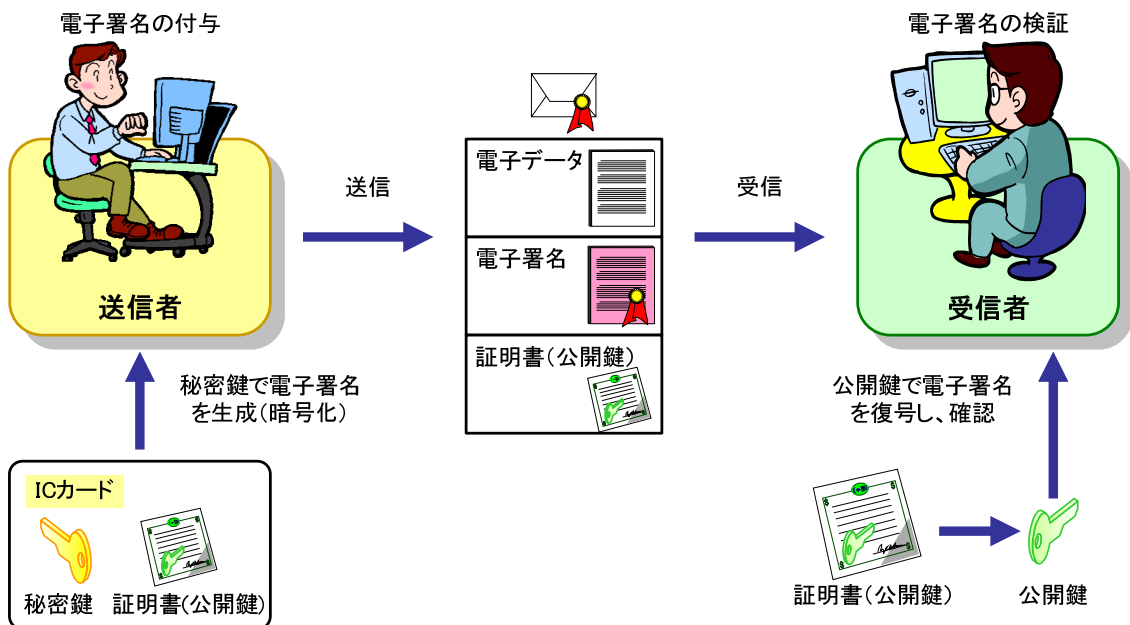 電子署名の付与
電子署名の検証
電子データ
送信
受信
電子署名
送信者
受信者
証明書(公開鍵)
秘密鍵で電子署名
を生成(暗号化)
公開鍵で電子署名
を復号し、確認
ICカード
秘密鍵
証明書(公開鍵)
証明書(公開鍵)
公開鍵